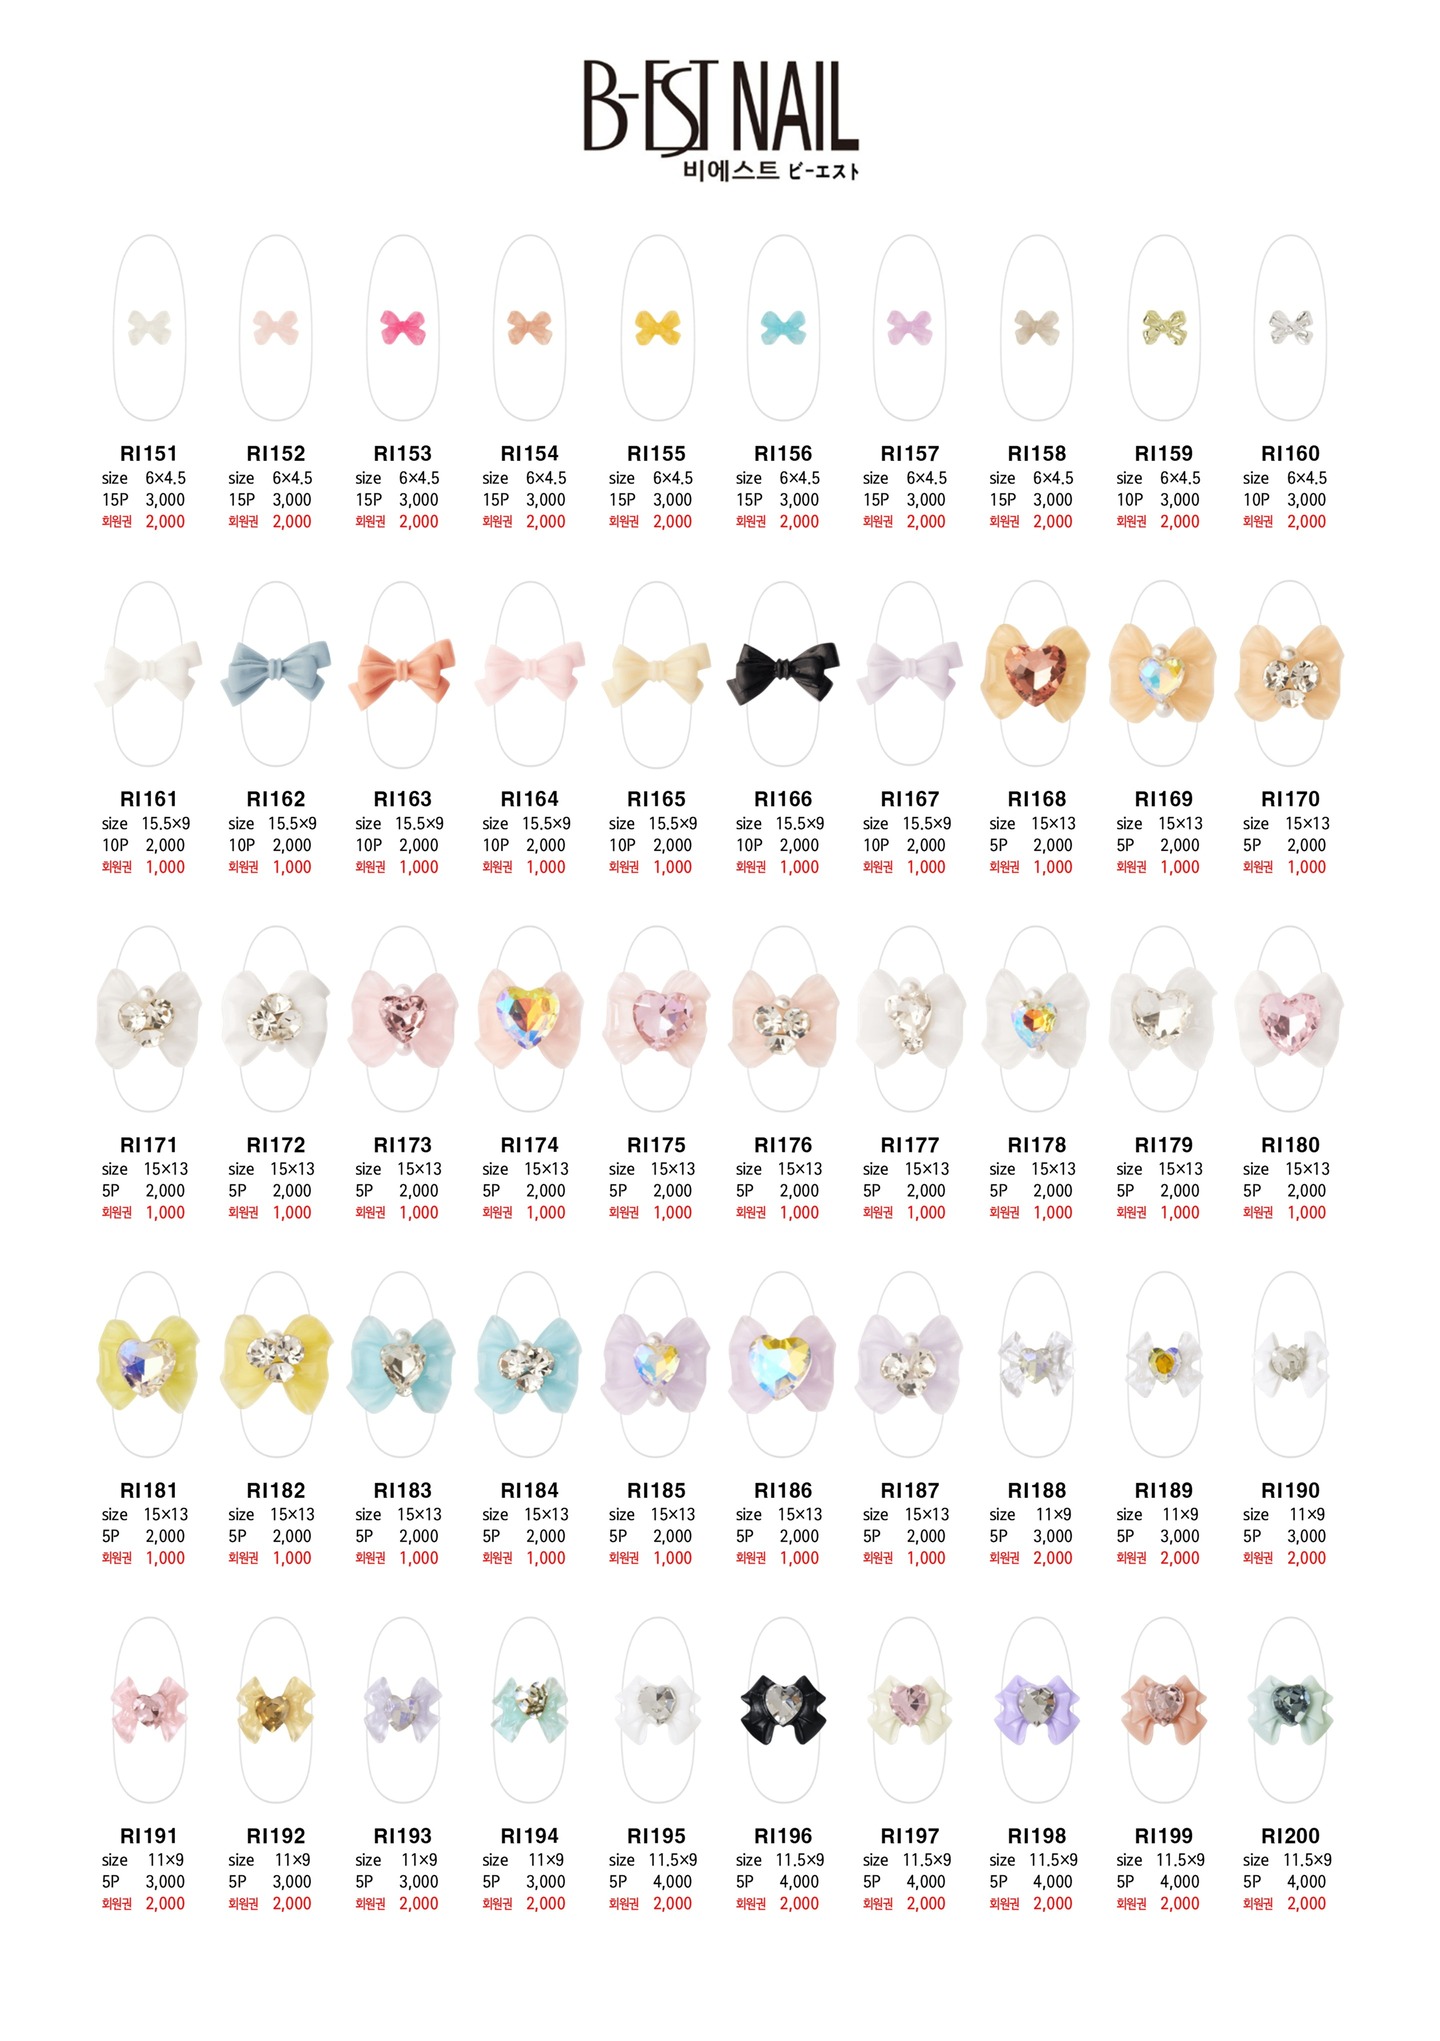 B-EST NAIL
비에스트 ビーエスト
RI151 RI152 RI153 RI154 RI155 RI156 RI157 RI158 RI159 RI160
size 6×4.5 size 6×4.5 size 6×4.5 size 6×4.5 size 6×4.5 size 6×4.5 size 6×4.5 size 6×4.5 size 6×4.5 size 6×4.5
15P 3,000 15P 3,000 15P 3,000 15P 3,000 15P 3,000 15P 3,000 15P 3,000 15P 3,000 10P 3,000 10P 3,000
회원권 2,000 회원권 2,000 회원권 2,000 회원권 2,000 회원권 2,000 회원권 2,000 회원권 2,000 회원권 2,000 회원권 2,000 회원권 2,000
RI161 RI162 RI163 RI164 RI165 RI166 RI167 RI168 RI169 RI170
size 15.5×9 size 15.5×9 size 15.5×9 size 15.5×9 size 15.5×9 size 15.5×9 size 15.5×9 size 15×13 size 15×13 size 15×13
10P 2,000 10P 2,000 10P 2,000 10P 2,000 10P 2,000 10P 2,000 10P 2,000 5P 2,000 5P 2,000 5P 2,000
회원권 1,000 회원권 1,000 회원권 1,000 회원권 1,000 회원권 1,000 회원권 1,000 회원권 1,000 회원권 1,000 회원권 1,000 회원권 1,000
RI171 RI172 RI173 RI174 RI175 RI176 RI177 RI178 RI179 RI180
size 15×13 size 15×13 size 15×13 size 15×13 size 15×13 size 15×13 size 15×13 size 15×13 size 15×13 size 15×13
5P 2,000 5P 2,000 5P 2,000 5P 2,000 5P 2,000 5P 2,000 5P 2,000 5P 2,000 5P 2,000 5P 2,000
회원권 1,000 회원권 1,000 회원권 1,000 회원권 1,000 회원권 1,000 회원권 1,000 회원권 1,000 회원권 1,000 회원권 1,000 회원권 1,000
RI181 RI182 RI183 RI184 RI185 RI186 RI187 RI188 RI189 RI190
size 15×13 size 15×13 size 15×13 size 15×13 size 15×13 size 15×13 size 15×13 size 11×9 size 11×9 size 11×9
5P 2,000 5P 2,000 5P 2,000 5P 2,000 5P 2,000 5P 2,000 5P 2,000 5P 3,000 5P 3,000 5P 3,000
회원권 1,000 회원권 1,000 회원권 1,000 회원권 1,000 회원권 1,000 회원권 1,000 회원권 1,000 회원권 2,000 회원권 2,000 회원권 2,000
RI191 RI192 RI193 RI194 RI195 RI196 RI197 RI198 RI199 RI200
size 11×9 size 11×9 size 11×9 size 11×9 size 11.5×9 size 11.5×9 size 11.5×9 size 11.5×9 size 11.5×9 size 11.5×9
5P 3,000 5P 3,000 5P 3,000 5P 3,000 5P 4,000 5P 4,000 5P 4,000 5P 4,000 5P 4,000 5P 4,000
회원권 2,000 회원권 2,000 회원권 2,000 회원권 2,000 회원권 2,000 회원권 2,000 회원권 2,000 회원권 2,000 회원권 2,000 회원권 2,000